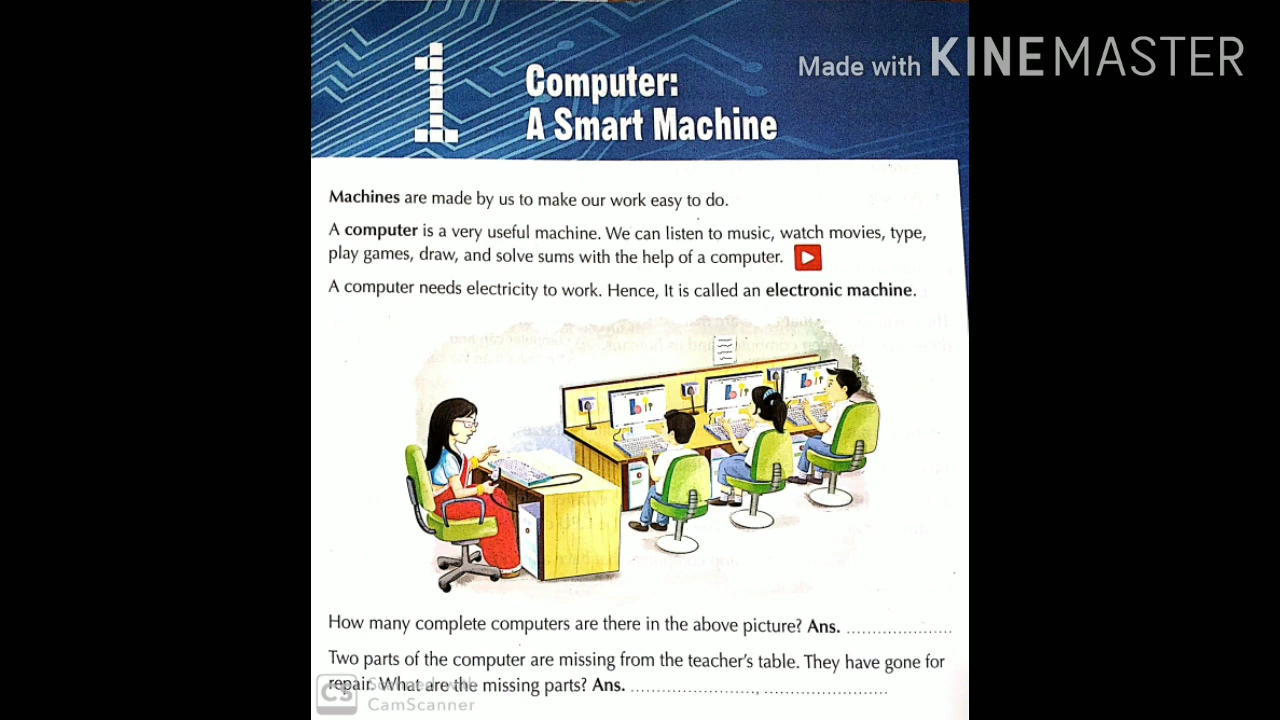 Made with KINEMASTER
1
Computer:
A Smart Machine
Machines are made by us to make our work easy to do.
A computer is a very useful machine. We can listen to music, watch movies, type,
play games, draw, and solve sums with the help of a computer.
A computer needs electricity to work. Hence, It is called an electronic machine.
How many complete computers are there in the above picture? Ans. ......................
Two parts of the computer are missing from the teacher's table. They have gone for
repair. What are the missing parts? Ans. ........................., .........................
CS Scanned with
CamScanner